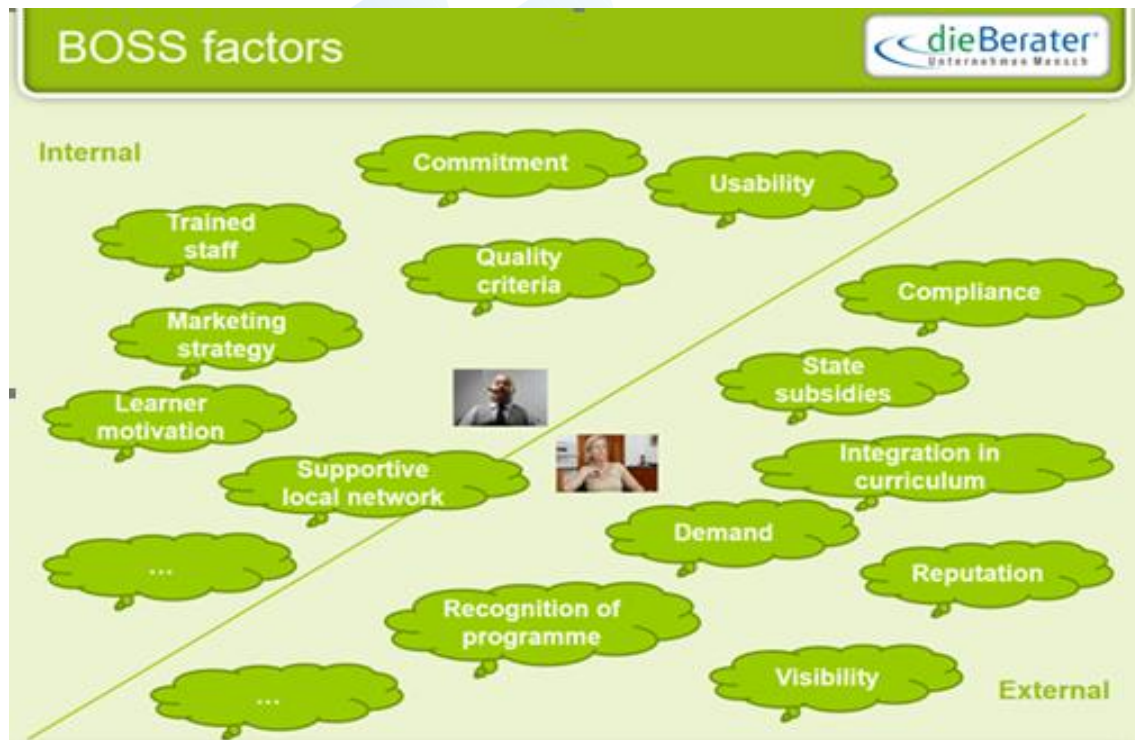 BOSS factors
dieBerater®
Unternehmen Mensch
Internal
Commitment
Usability
Trained
staff
Quality
criteria
Compliance
Marketing
strategy
State
subsidies
Learner
motivation
Integration in
curriculum
Supportive
local network
Demand
...
Reputation
Recognition of
programme
Visibility
...
External